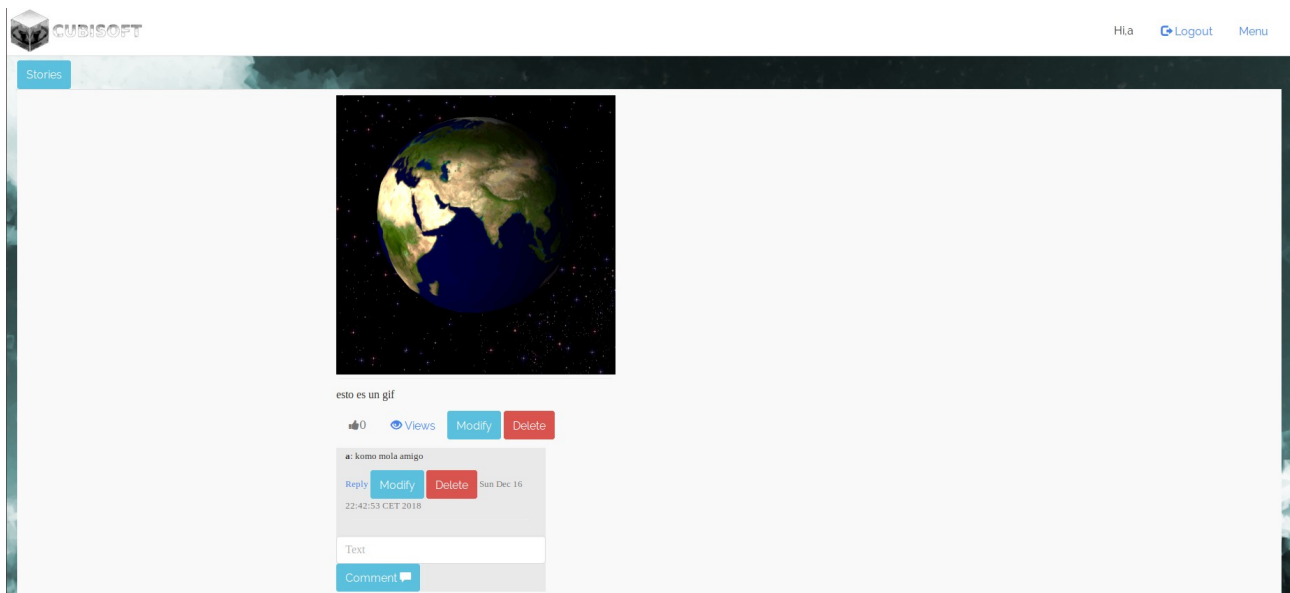 CUBISOFT
Hi,a Logout Menu
Stories
esto es un gif
0 Views Modify Delete
a: komo mola amigo
Reply Modify Delete Sun Dec 16
22:42:53 CET 2018
Text
Comment